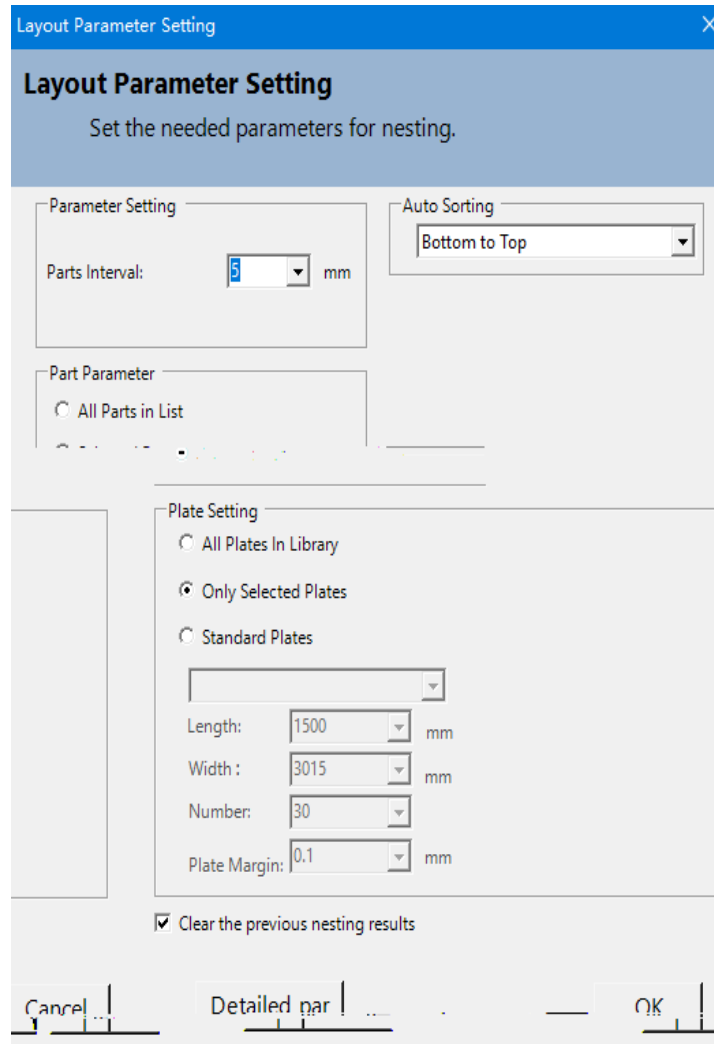 Layout Parameter Setting
Layout Parameter Setting
Set the needed parameters for nesting.
Parameter Setting
Parts Interval: 5 mm
Auto Sorting
Bottom to Top
Part Parameter
All Parts in List
Plate Setting
All Plates In Library
Only Selected Plates
Standard Plates
Length: 1500 mm
Width : 3015 mm
Number: 30
Plate Margin: 0.1 mm
Clear the previous nesting results
Cancel Detailed par OK